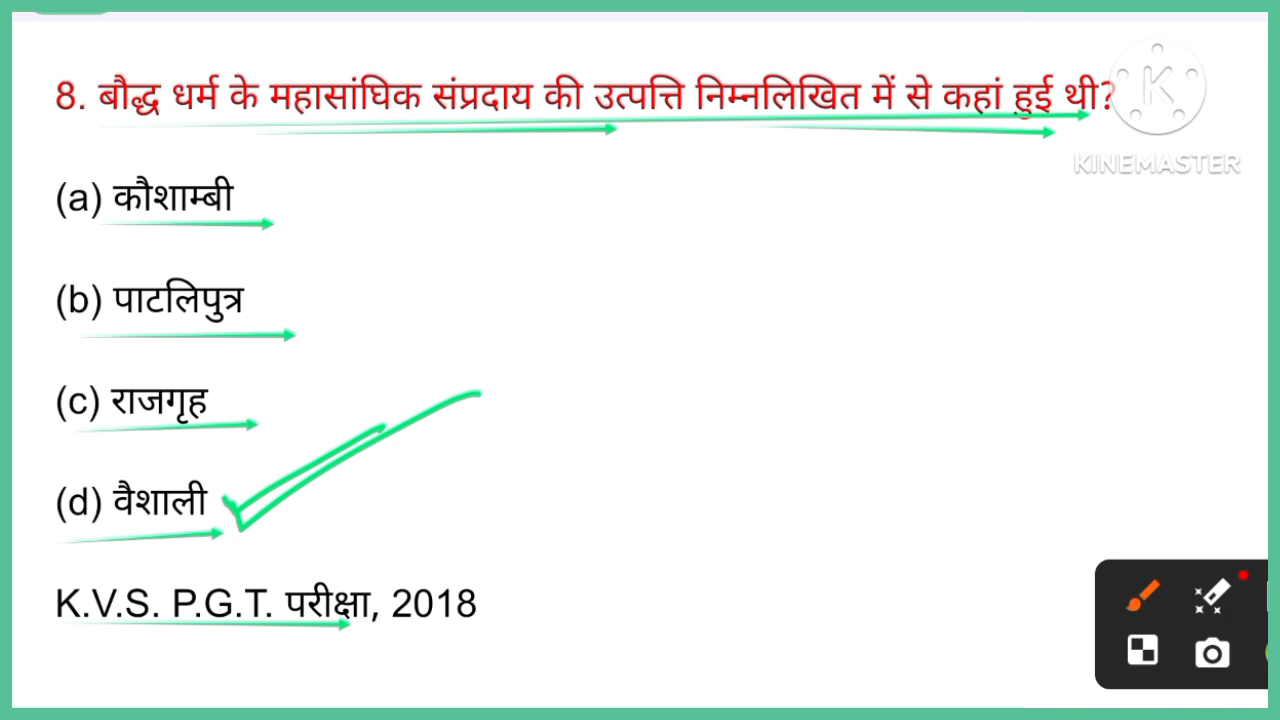 8. बौद्ध धर्म के महासांघिक संप्रदाय की उत्पत्ति निम्नलिखित में से कहां हुई थी?
K
KINEMASTER
(a) कौशाम्बी
(b) पाटलिपुत्र
(c) राजगृह
(d) वैशाली
K.V.S. P.G.T. परीक्षा, 2018